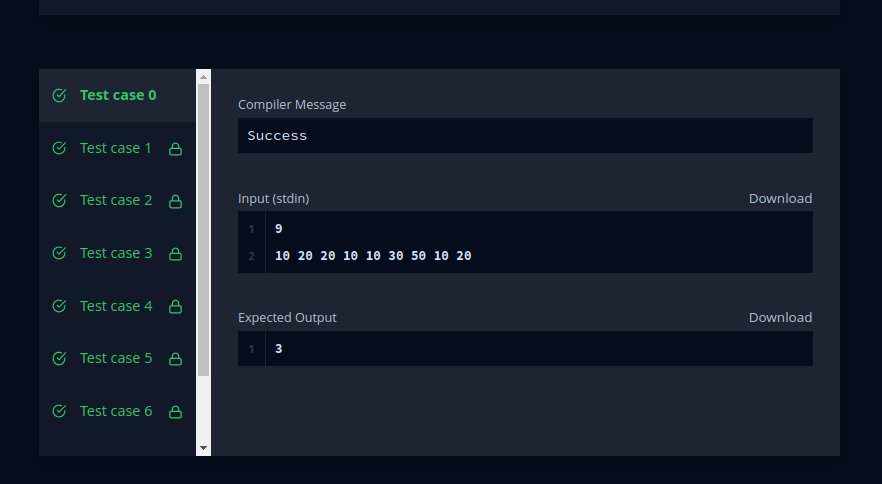 Test case 0
Test case 1
Test case 2
Test case 3
Test case 4
Test case 5
Test case 6
Compiler Message
Success
Input (stdin)
Download
1 9
2 10 20 20 10 10 30 50 10 20
Expected Output
Download
1 3